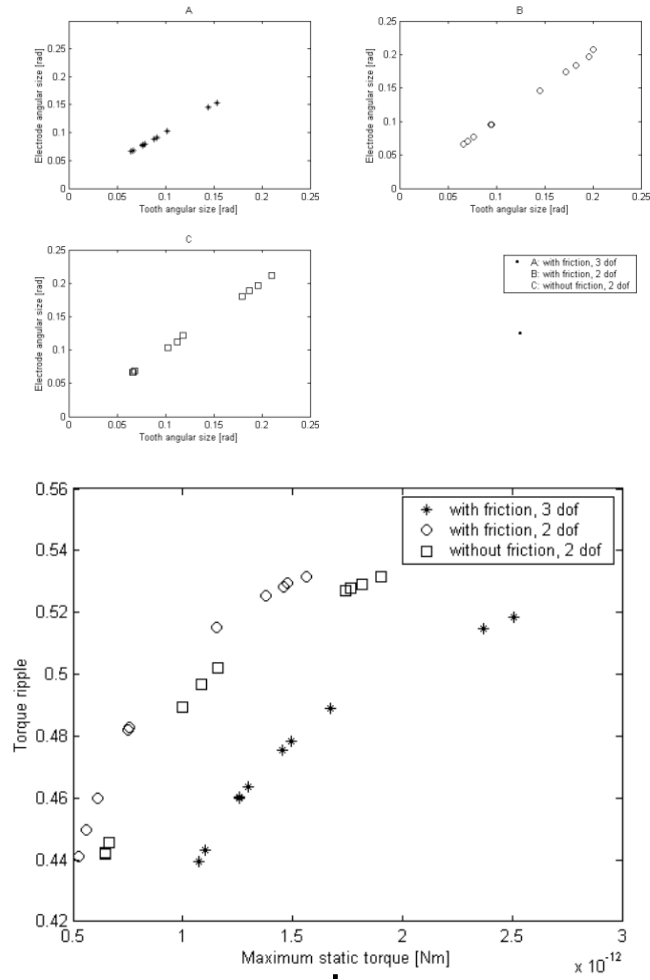 A
0.25
0.2
0.15
0.1
0.05
0
Electrode angular size [rad]
0 0.05 0.1 0.15 0.2 0.25
Tooth angular size [rad]
B
0.25
0.2
0.15
0.1
0.05
0
Electrode angular size [rad]
0 0.05 0.1 0.15 0.2 0.25
Tooth angular size [rad]
C
0.25
0.2
0.15
0.1
0.05
0
Electrode angular size [rad]
0 0.05 0.1 0.15 0.2 0.25
Tooth angular size [rad]
A: with friction, 3 dof
B: with friction, 2 dof
C: without friction, 2 dof
0.56
0.54
0.52
0.5
0.48
0.46
0.44
0.42
Torque ripple
with friction, 3 dof
with friction, 2 dof
without friction, 2 dof
0.5 1 1.5 2 2.5 3
Maximum static torque [Nm]
x 10^-12